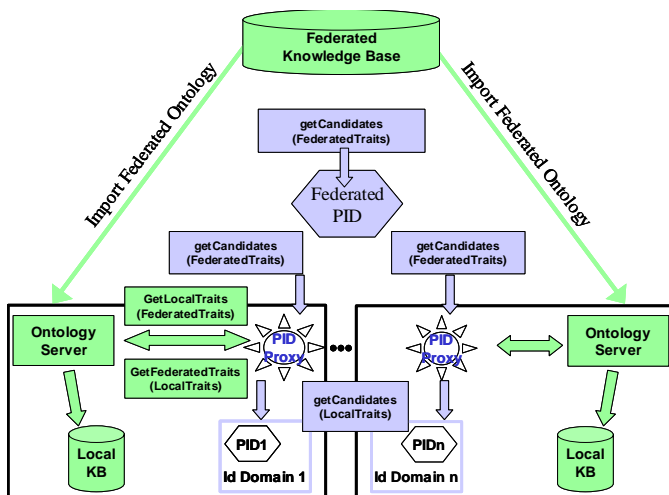 Federated
Knowledge Base
Import Federated Ontology
Import Federated Ontology
getCandidates
(FederatedTraits)
Federated
PID
getCandidates
(FederatedTraits)
getCandidates
(FederatedTraits)
GetLocalTraits
(FederatedTraits)
Ontology
Server
PID
Proxy
PID
Proxy
Ontology
Server
GetFederatedTraits
(LocalTraits)
getCandidates
(LocalTraits)
Local
KB
PID1
Id Domain 1
PIDn
Id Domain n
Local
KB